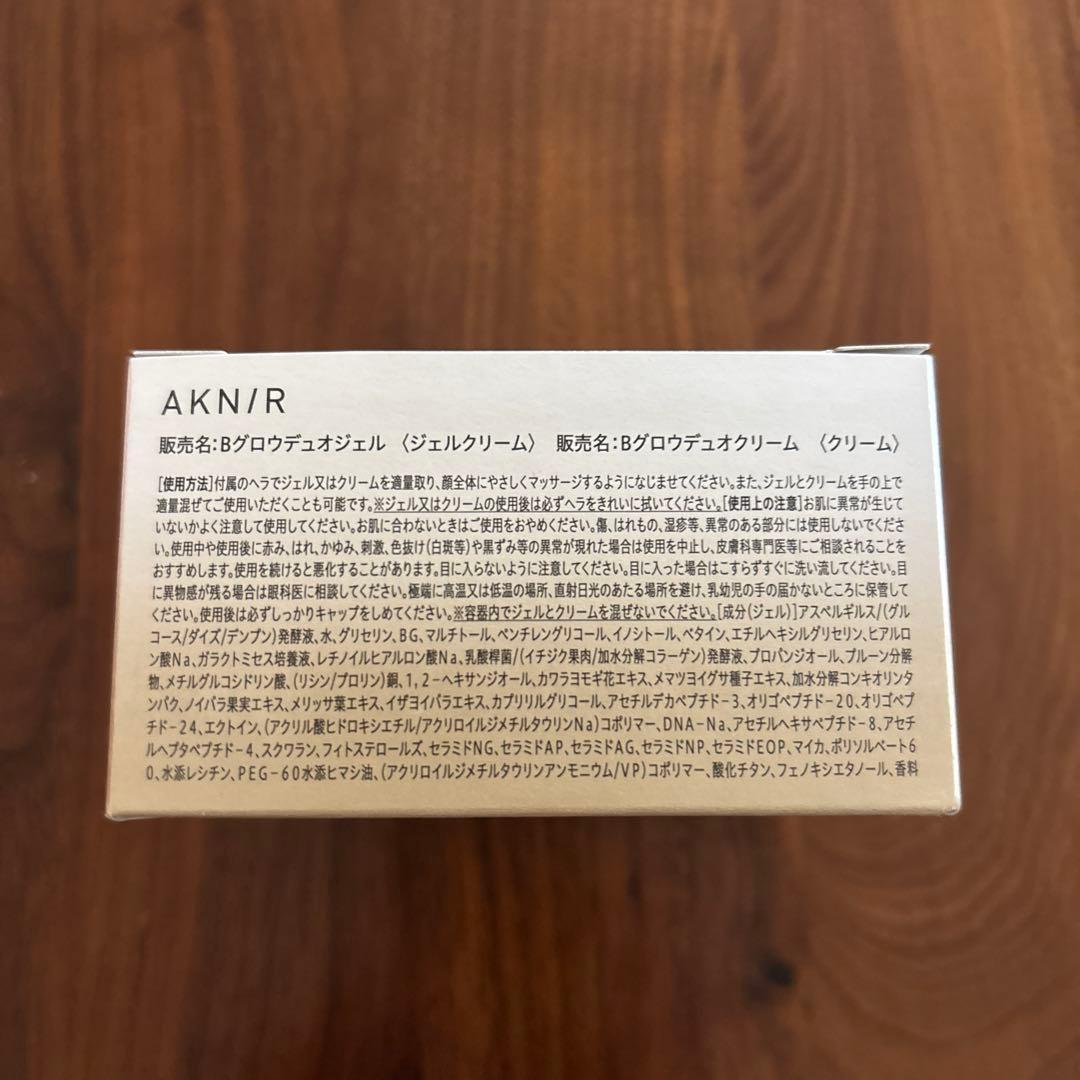 AKN/R
販売名:Bグロウデュオジェル 〈ジェルクリーム〉 販売名:Bグロウデュオクリーム 〈クリーム〉
[使用方法]付属のヘラでジェル又はクリームを適量取り、顔全体にやさしくマッサージするようになじませてください。また、ジェルとクリームを手の上で
適量混ぜてご使用いただくことも可能です。※ジェル又はクリームの使用後は必ずヘラをきれいに拭いてください。[使用上の注意]お肌に異常が生じて
いないかよく注意して使用してください。お肌に合わないときはご使用をおやめください。傷、はれもの、湿疹等、異常のある部分には使用しないでくださ
い。使用中や使用後に赤み、はれ、かゆみ、刺激、色抜け(白斑等)や黒ずみ等の異常が現れた場合は使用を中止し、皮膚科専門医等にご相談されることを
おすすめします。使用を続けると悪化することがあります。目に入らないように注意してください。目に入った場合はこすらずすぐに洗い流してください。目
に異物感が残る場合は眼科医に相談してください。極端に高温又は低温の場所、直射日光のあたる場所を避け、乳幼児の手の届かないところに保管して
ください。使用後は必ずしっかりキャップをしめてください。※容器内でジェルとクリームを混ぜないでください。[成分(ジェル)]アスペルギルス/(グル
コース/ダイズ/デンプン)発酵液、水、グリセリン、BG、マルチトール、ペンチレングリコール、イノシトール、ベタイン、エチルヘキシルグリセリン、ヒアルロ
ン酸Na、ガラクトミセス培養液、レチノイルヒアルロン酸Na、乳酸桿菌/(イチジク果肉/加水分解コラーゲン)発酵液、プロパンジオール、プルーン分解
物、メチルグルコシドリン酸、(リシン/プロリン)銅、1,2-ヘキサンジオール、カワラヨモギ花エキス、メマツヨイグサ種子エキス、加水分解コンキオリンタ
ンパク、ノイバラ果実エキス、メリッサ葉エキス、イザヨイバラエキス、カプリリルグリコール、アセチルデカペプチド-3、オリゴペプチド-20、オリゴペプ
チド-24、エクトイン、(アクリル酸ヒドロキシエチル/アクリロイルジメチルタウリンNa)コポリマー、DNA-Na、アセチルヘキサペプチド-8、アセチ
ルヘプタペプチド-4、スクワラン、フィトステロールズ、セラミドNG、セラミドAP、セラミドAG、セラミドNP、セラミドEOP、マイカ、ポリソルベート6
0、水添レシチン、PEG-60水添ヒマシ油、(アクリロイルジメチルタウリンアンモニウム/VP)コポリマー、酸化チタン、フェノキシエタノール、香料